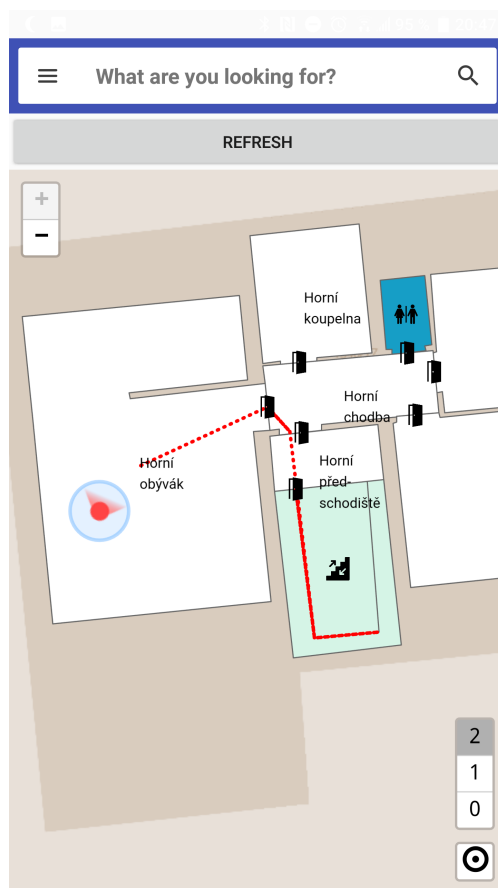 What are you looking for?
REFRESH
+
−
Horní
koupelna
Horní
chodba
Horní
obývák
Horní
před-
schodiště
2
1
0